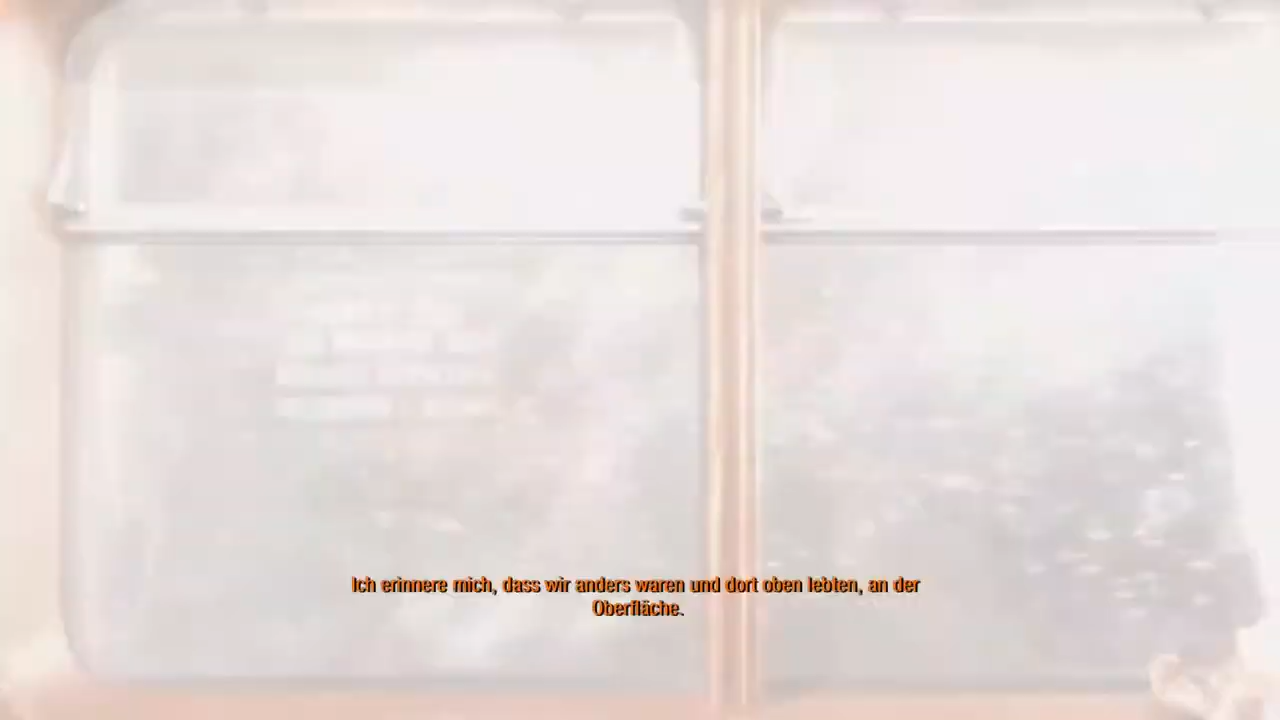 Ich erinnere mich, dass wir anders waren und dort oben lebten, an der
Oberfläche.